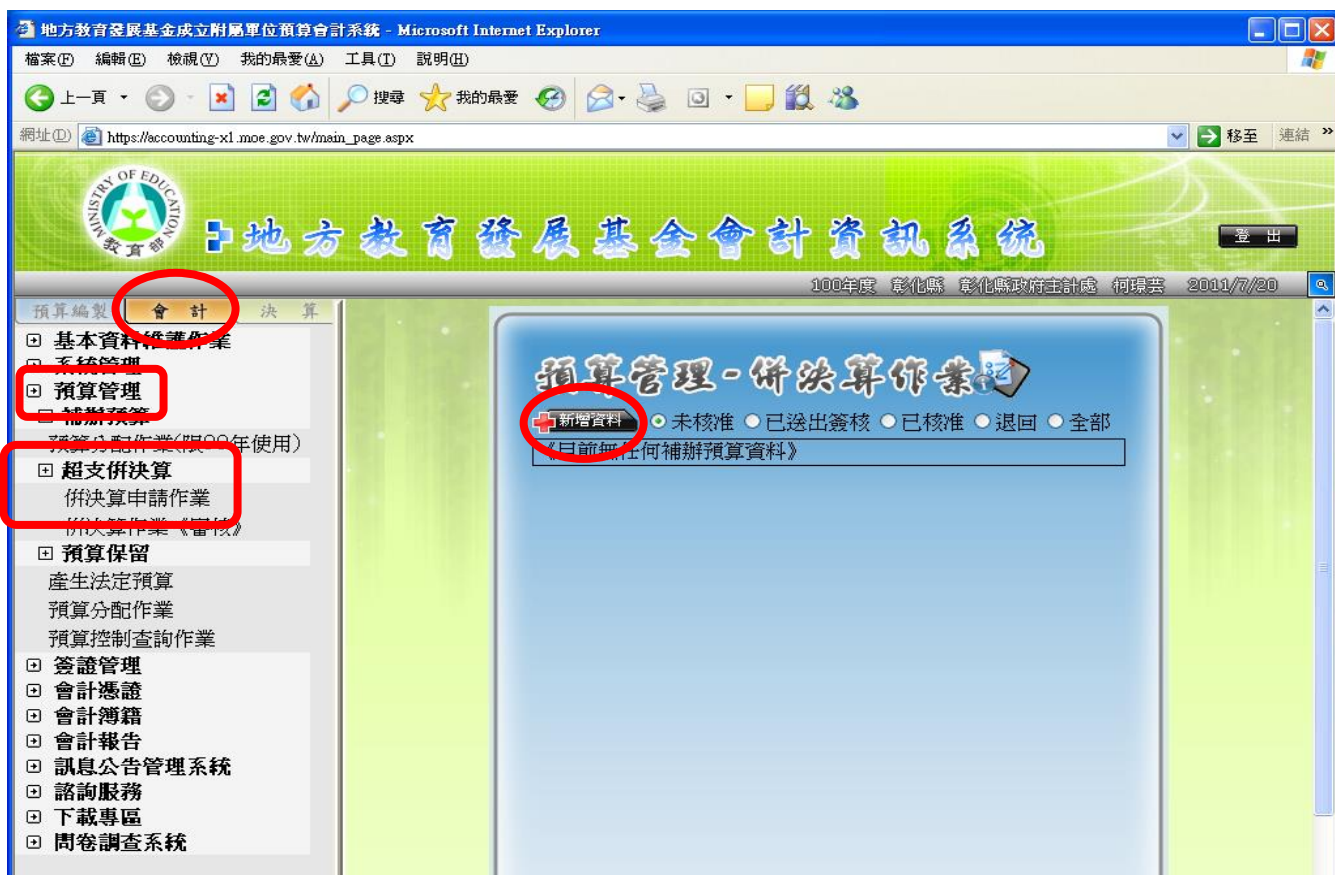 地方教育發展基金成立附屬單位預算會計系統 - Microsoft Internet Explorer
檔案(F) 編輯(E) 檢視(V) 我的最愛(A) 工具(T) 說明(H)
上一頁 搜尋 我的最愛
網址(D) https://accounting-x1.moe.gov.tw/main_page.aspx 移至 連結 »
MINISTRY OF EDUCATION
教育部
地方教育發展基金會計資訊系統
登 出
100年度 彰化縣 彰化縣政府主計處 柯環芸 2011/7/20
預算編製 會 計 決 算
基本資料維護作業
系統管理
預算管理
補辦預算
預算分配作業(限99年使用)
超支併決算
併決算申請作業
併決算作業《審核》
預算保留
產生法定預算
預算分配作業
預算控制查詢作業
簽證管理
會計憑證
會計簿籍
會計報告
訊息公告管理系統
諮詢服務
下載專區
問卷調查系統
預算管理-併決算作業
新增資料 未核准 已送出簽核 已核准 退回 全部
《目前無任何補辦預算資料》